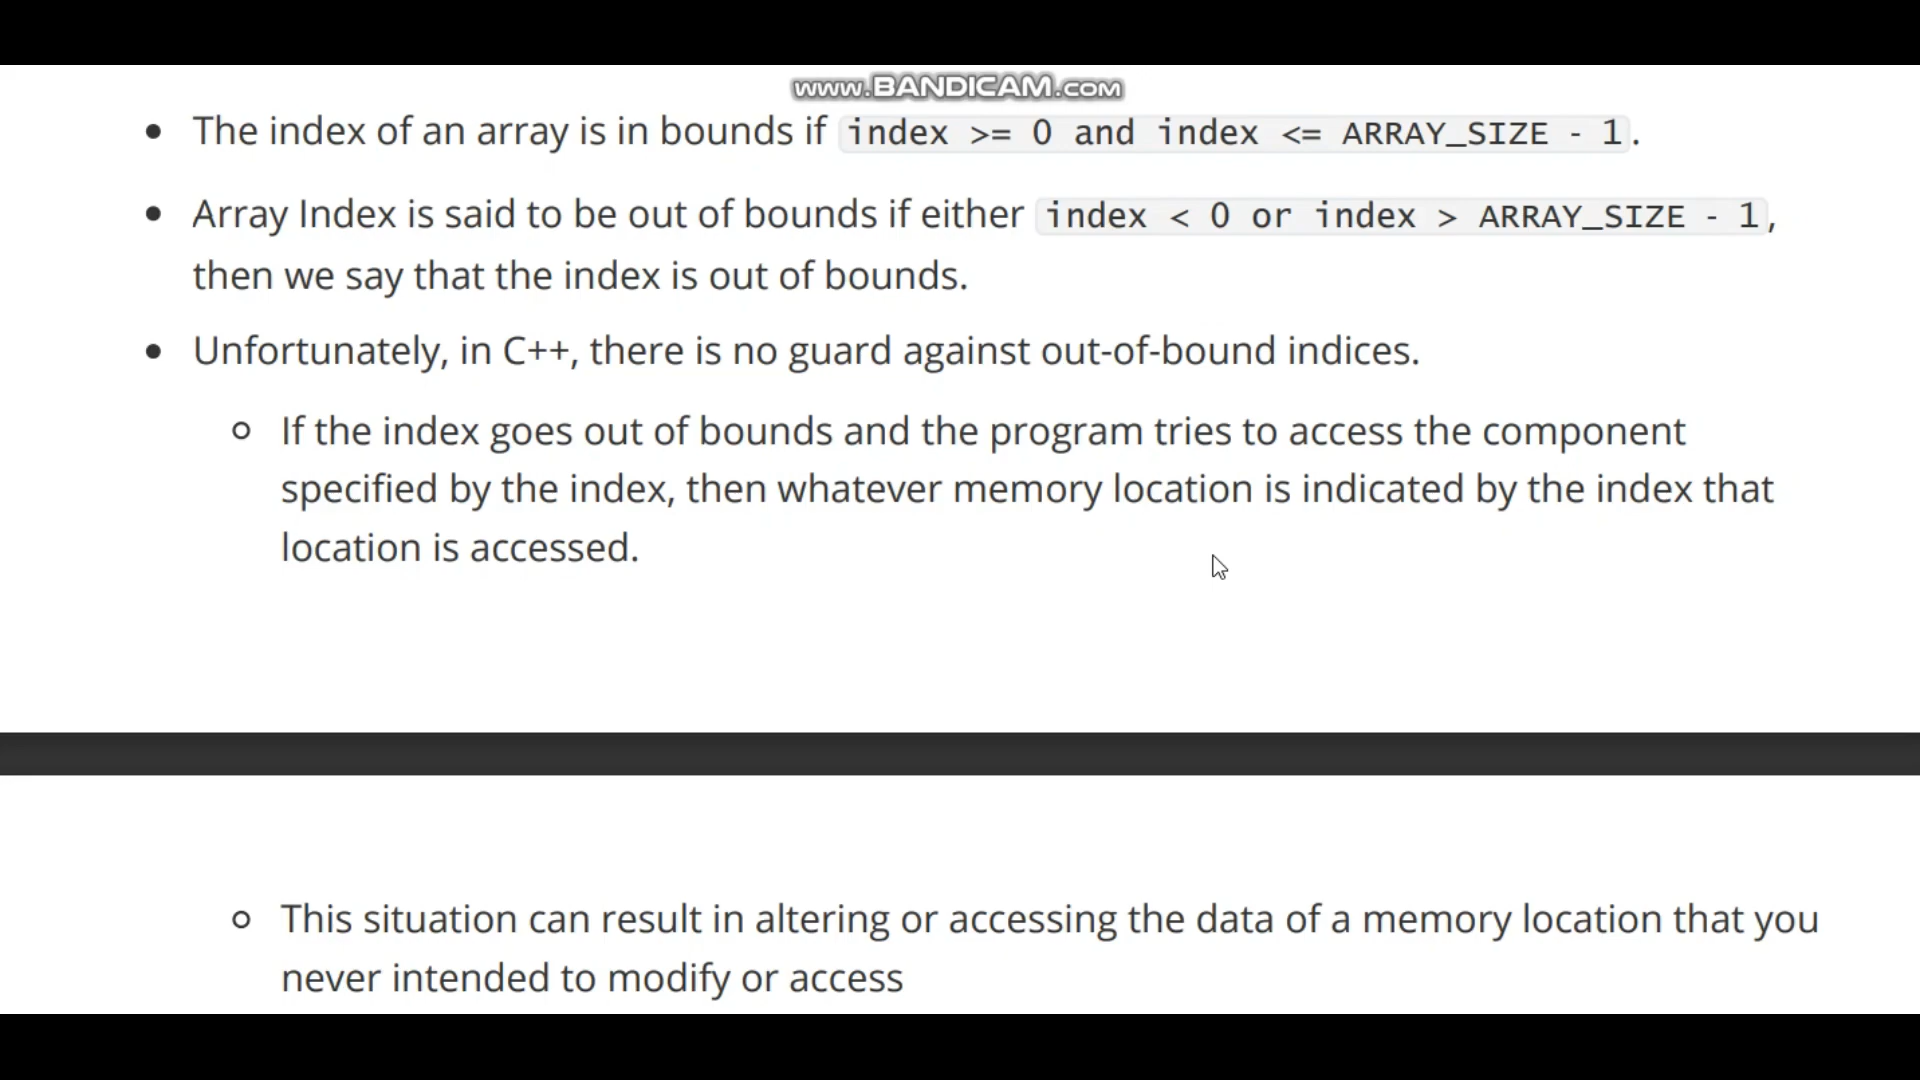 www.BANDICAM.com
• The index of an array is in bounds if index >= 0 and index <= ARRAY_SIZE - 1.
• Array Index is said to be out of bounds if either index < 0 or index > ARRAY_SIZE - 1,
then we say that the index is out of bounds.
• Unfortunately, in C++, there is no guard against out-of-bound indices.
○ If the index goes out of bounds and the program tries to access the component
specified by the index, then whatever memory location is indicated by the index that
location is accessed.
○ This situation can result in altering or accessing the data of a memory location that you
never intended to modify or access